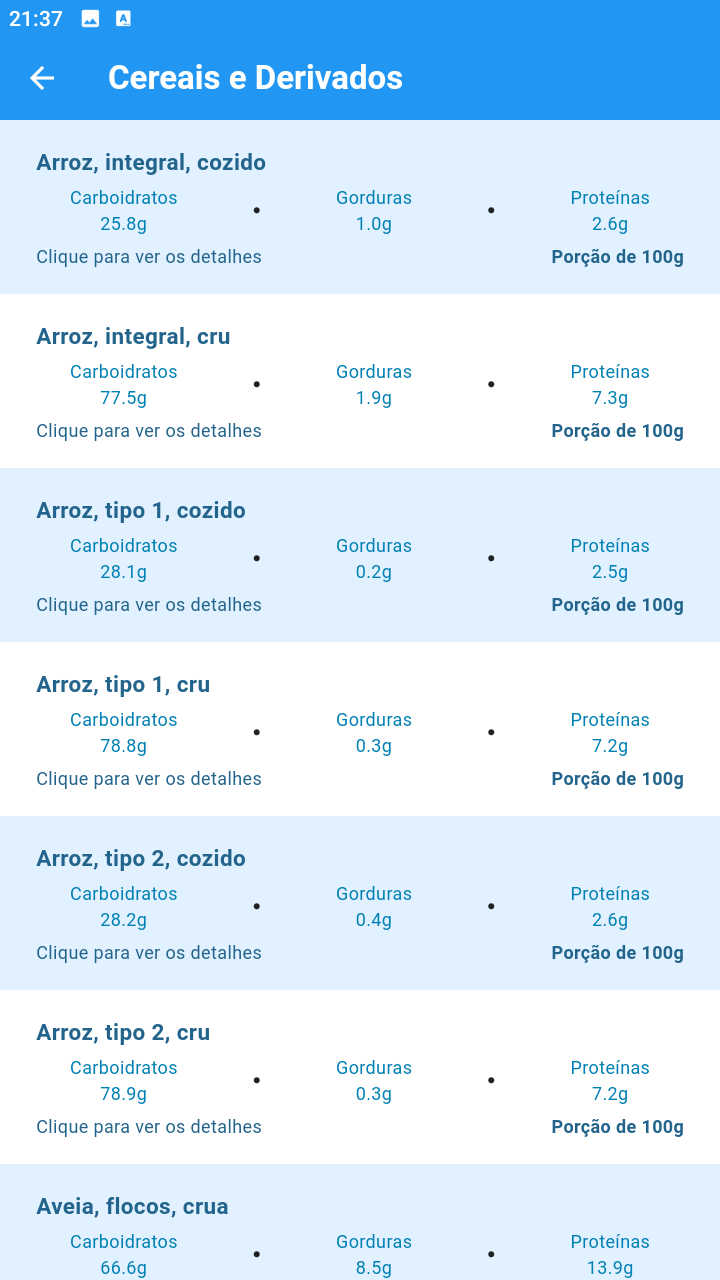 21:37
Cereais e Derivados
Arroz, integral, cozido
Carboidratos • Gorduras • Proteínas
25.8g 1.0g 2.6g
Clique para ver os detalhes Porção de 100g
Arroz, integral, cru
Carboidratos • Gorduras • Proteínas
77.5g 1.9g 7.3g
Clique para ver os detalhes Porção de 100g
Arroz, tipo 1, cozido
Carboidratos • Gorduras • Proteínas
28.1g 0.2g 2.5g
Clique para ver os detalhes Porção de 100g
Arroz, tipo 1, cru
Carboidratos • Gorduras • Proteínas
78.8g 0.3g 7.2g
Clique para ver os detalhes Porção de 100g
Arroz, tipo 2, cozido
Carboidratos • Gorduras • Proteínas
28.2g 0.4g 2.6g
Clique para ver os detalhes Porção de 100g
Arroz, tipo 2, cru
Carboidratos • Gorduras • Proteínas
78.9g 0.3g 7.2g
Clique para ver os detalhes Porção de 100g
Aveia, flocos, crua
Carboidratos • Gorduras • Proteínas
66.6g 8.5g 13.9g